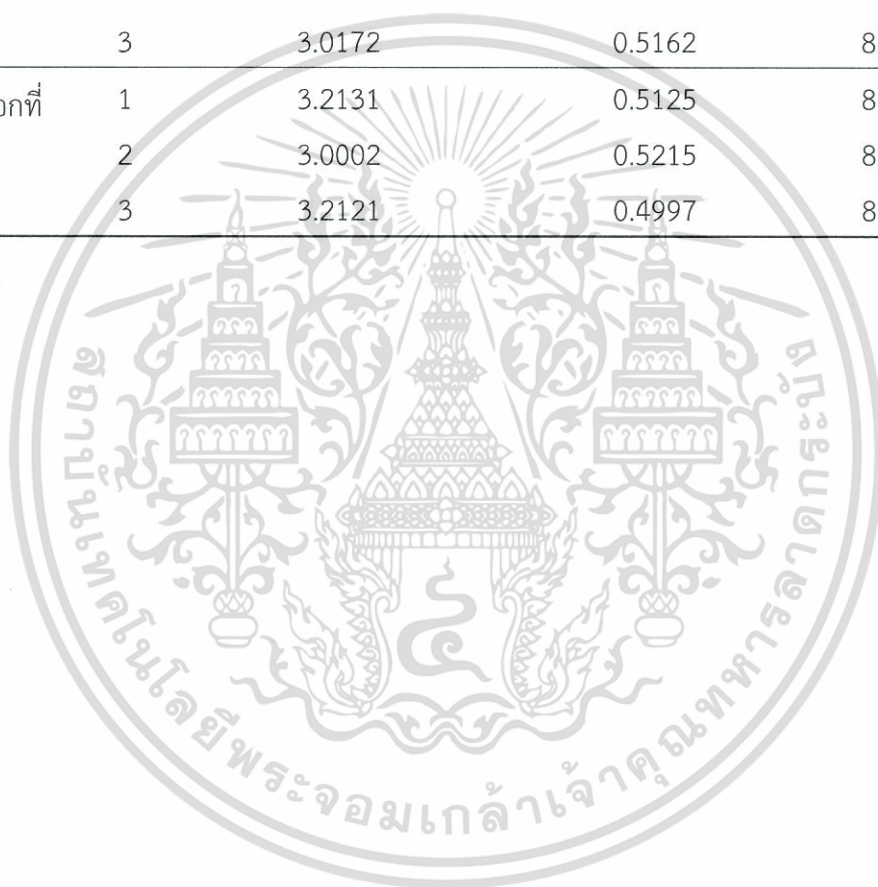 3 3.0172 0.5162 8
อกที่ 1 3.2131 0.5125 8
2 3.0002 0.5215 8
3 3.2121 0.4997 8
สถาบันเทคโนโลยีพระจอมเกล้าเจ้าคุณทหารลาดกระบัง